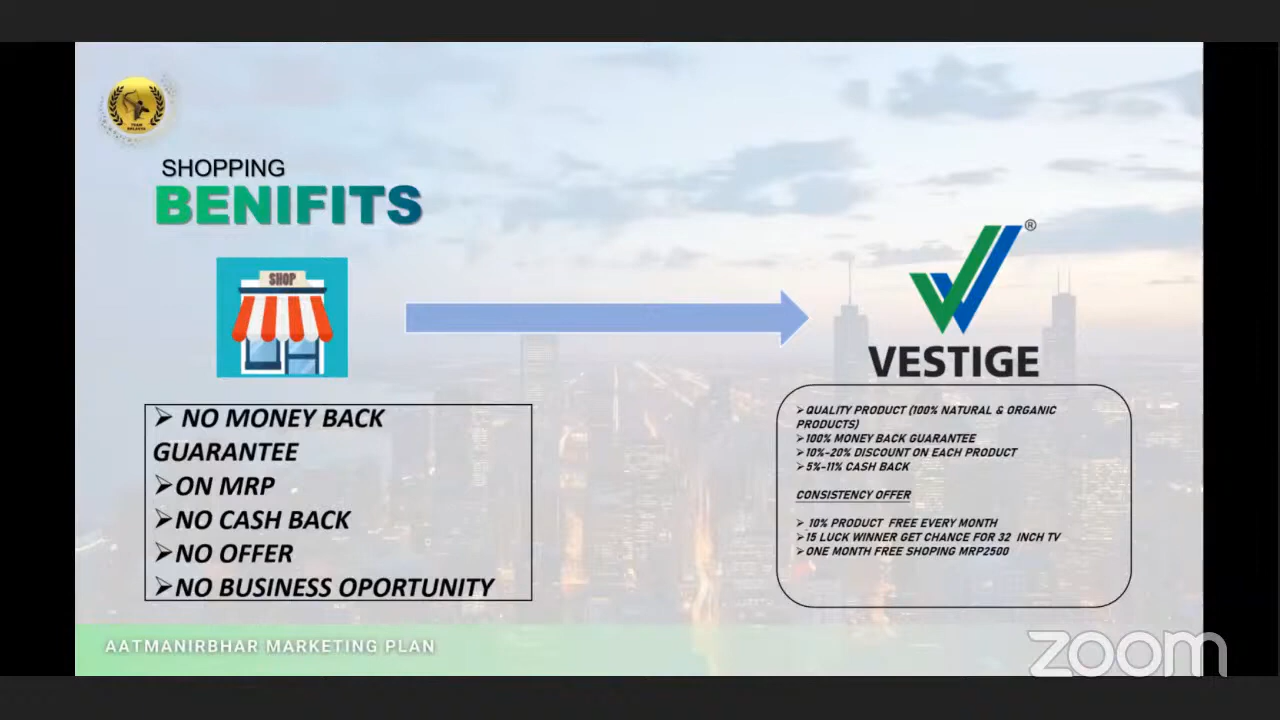 SHOPPING
BENIFITS
SHOP
®
VESTIGE
➢ NO MONEY BACK
GUARANTEE
➢ON MRP
➢NO CASH BACK
➢NO OFFER
➢NO BUSINESS OPORTUNITY
➢QUALITY PRODUCT (100% NATURAL & ORGANIC
PRODUCTS)
➢100% MONEY BACK GUARANTEE
➢10%-20% DISCOUNT ON EACH PRODUCT
➢5%-11% CASH BACK
CONSISTENCY OFFER
➢ 10% PRODUCT FREE EVERY MONTH
➢15 LUCK WINNER GET CHANCE FOR 32 INCH TV
➢ONE MONTH FREE SHOPING MRP2500
AATMANIRBHAR MARKETING PLAN
zoom